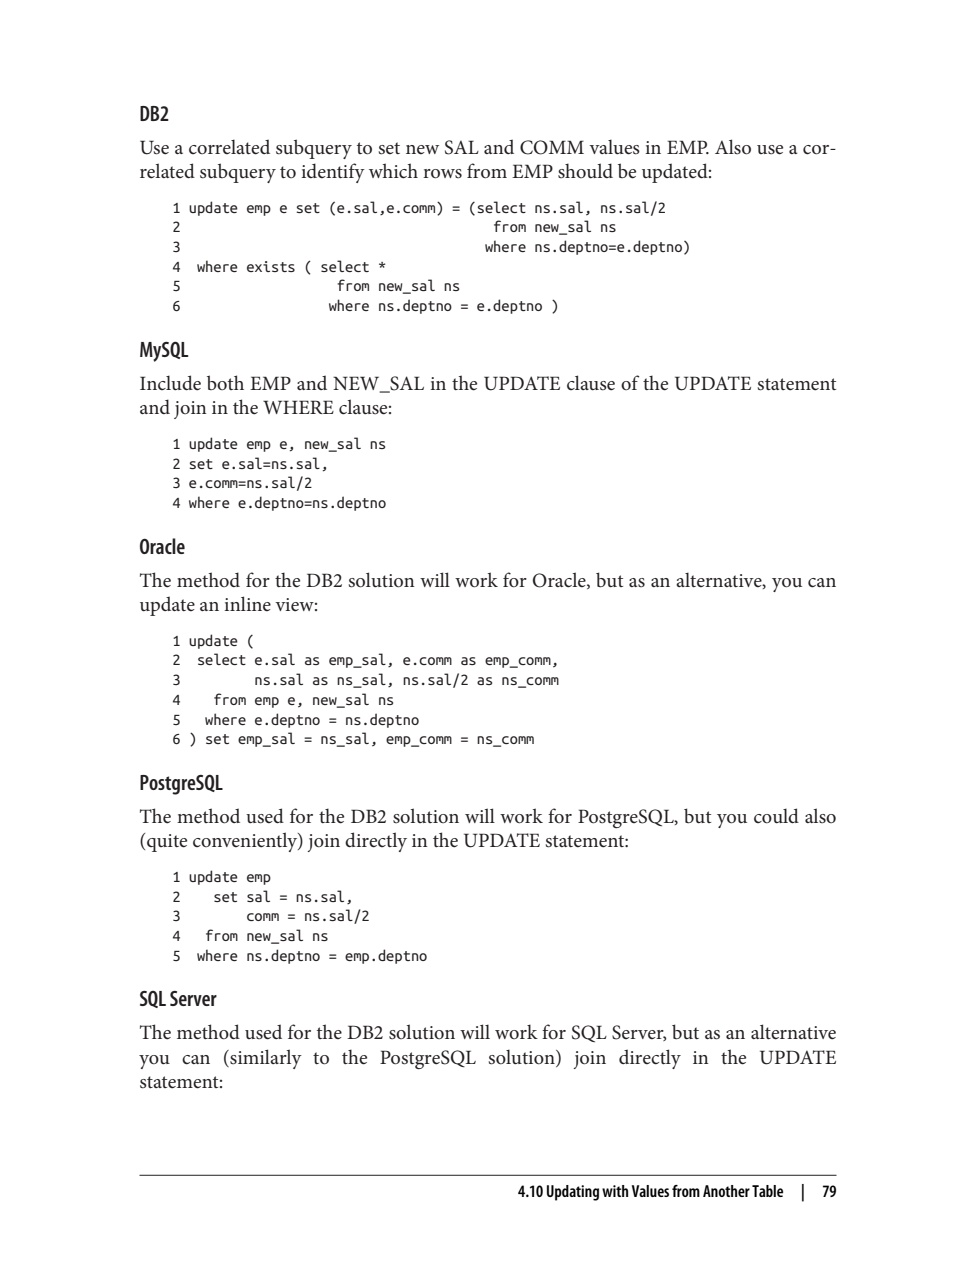 DB2
Use a correlated subquery to set new SAL and COMM values in EMP. Also use a cor-
related subquery to identify which rows from EMP should be updated:
1 update emp e set (e.sal,e.comm) = (select ns.sal, ns.sal/2
2                                      from new_sal ns
3                                     where ns.deptno=e.deptno)
4  where exists ( select *
5                   from new_sal ns
6                  where ns.deptno = e.deptno )
MySQL
Include both EMP and NEW_SAL in the UPDATE clause of the UPDATE statement
and join in the WHERE clause:
1 update emp e, new_sal ns
2 set e.sal=ns.sal,
3 e.comm=ns.sal/2
4 where e.deptno=ns.deptno
Oracle
The method for the DB2 solution will work for Oracle, but as an alternative, you can
update an inline view:
1 update (
2  select e.sal as emp_sal, e.comm as emp_comm,
3         ns.sal as ns_sal, ns.sal/2 as ns_comm
4    from emp e, new_sal ns
5   where e.deptno = ns.deptno
6 ) set emp_sal = ns_sal, emp_comm = ns_comm
PostgreSQL
The method used for the DB2 solution will work for PostgreSQL, but you could also
(quite conveniently) join directly in the UPDATE statement:
1 update emp
2    set sal = ns.sal,
3        comm = ns.sal/2
4   from new_sal ns
5  where ns.deptno = emp.deptno
SQL Server
The method used for the DB2 solution will work for SQL Server, but as an alternative
you can (similarly to the PostgreSQL solution) join directly in the UPDATE
statement:
4.10 Updating with Values from Another Table | 79